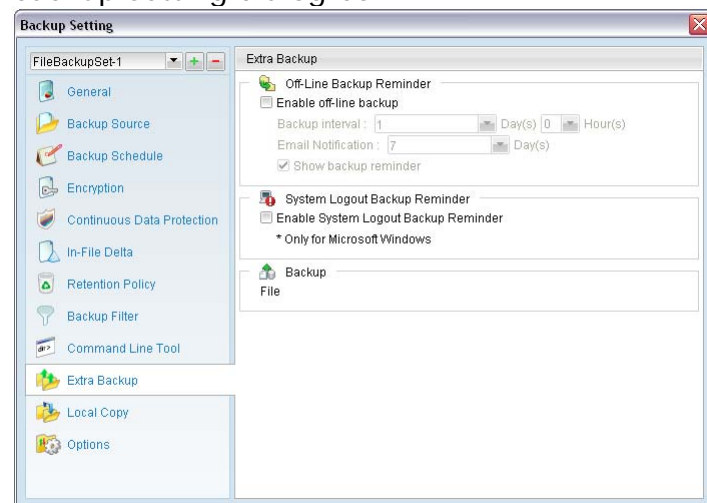 Backup Setting
FileBackupSet-1
General
Backup Source
Backup Schedule
Encryption
Continuous Data Protection
In-File Delta
Retention Policy
Backup Filter
Command Line Tool
Extra Backup
Local Copy
Options
Extra Backup
Off-Line Backup Reminder
Enable off-line backup
Backup interval : 1 Day(s) 0 Hour(s)
Email Notification : 7 Day(s)
Show backup reminder
System Logout Backup Reminder
Enable System Logout Backup Reminder
* Only for Microsoft Windows
Backup
File